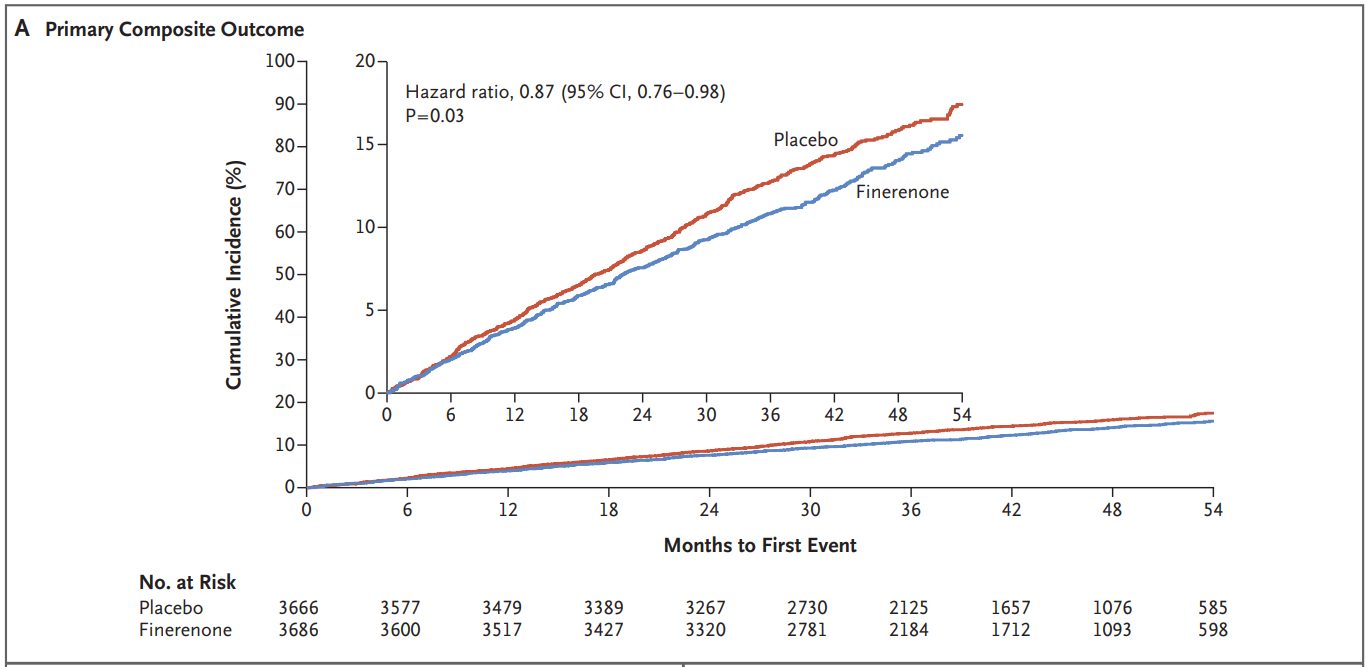 A Primary Composite Outcome
Cumulative Incidence (%)
100
90
80
70
60
50
40
30
20
10
0
20
15
10
5
0
Hazard ratio, 0.87 (95% CI, 0.76–0.98)
P=0.03
Placebo
Finerenone
0 6 12 18 24 30 36 42 48 54
0 6 12 18 24 30 36 42 48 54
Months to First Event
No. at Risk
Placebo 3666 3577 3479 3389 3267 2730 2125 1657 1076 585
Finerenone 3686 3600 3517 3427 3320 2781 2184 1712 1093 598